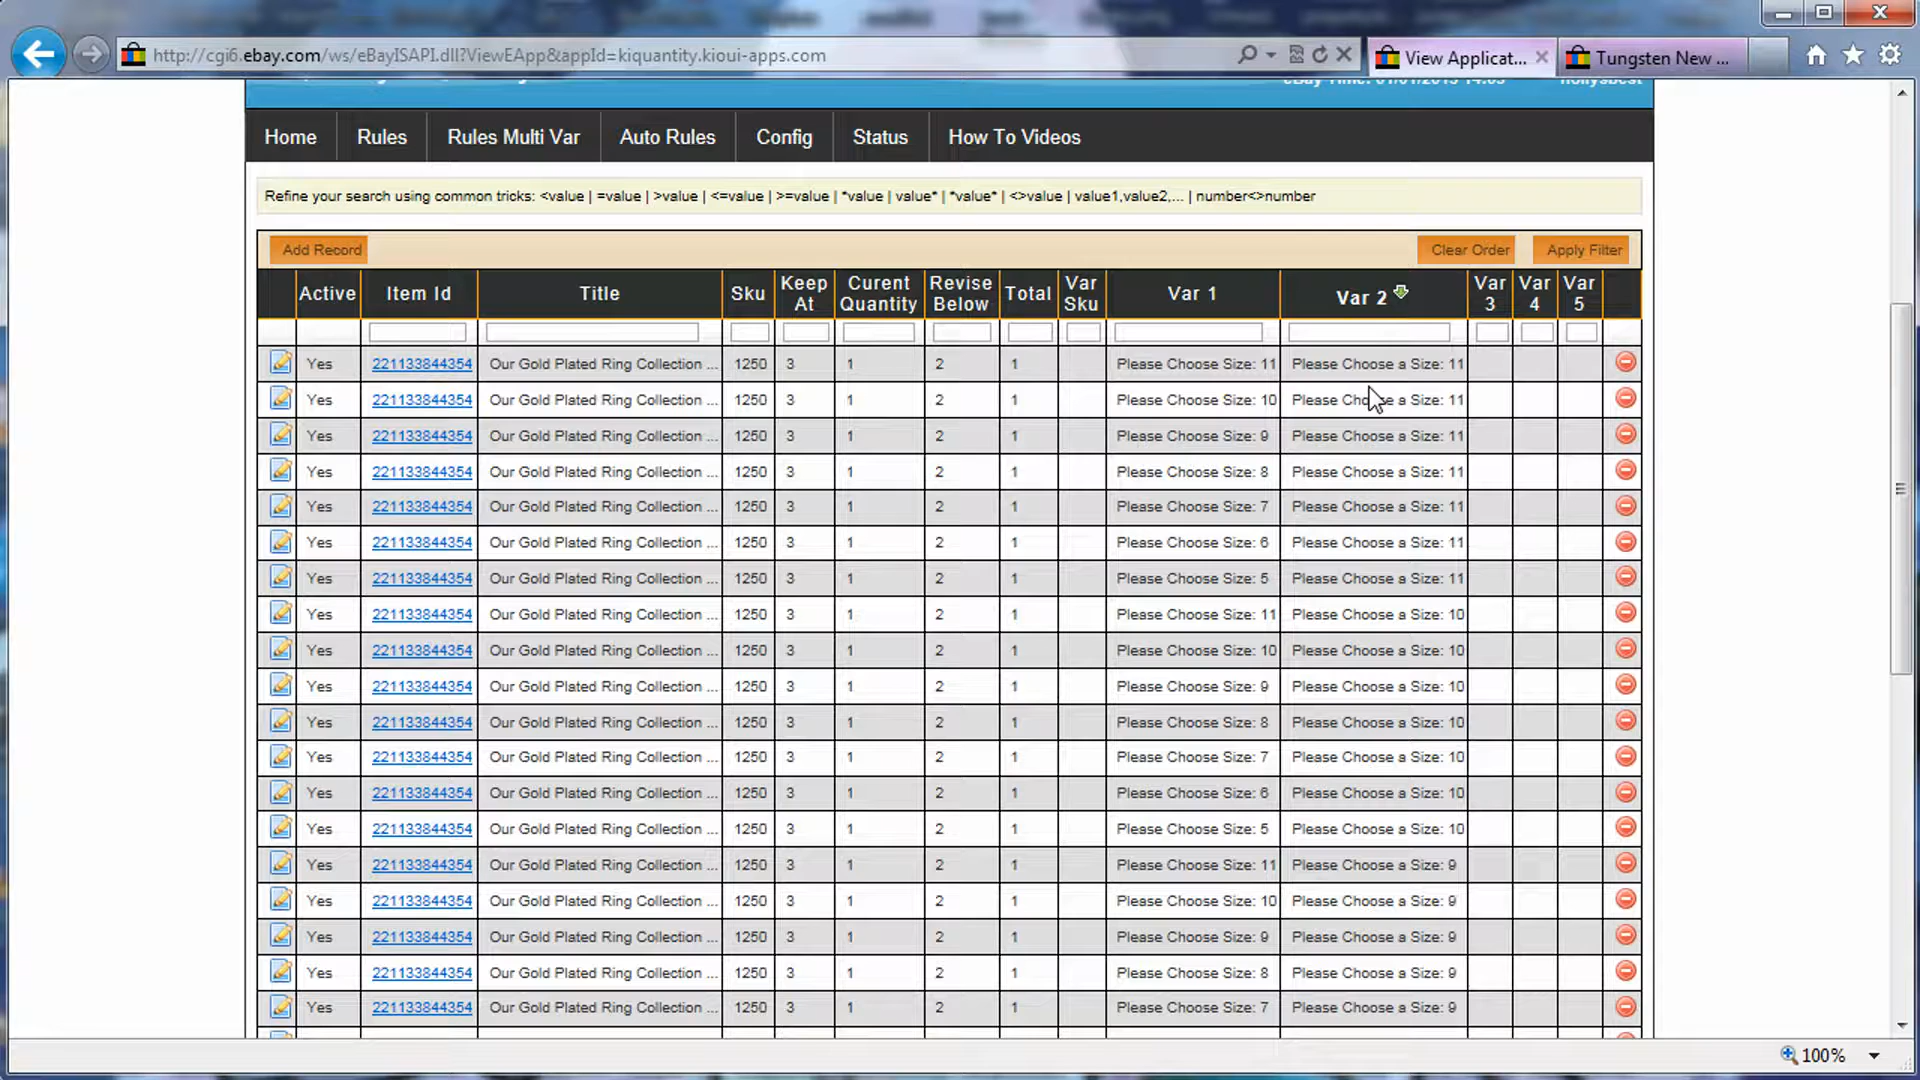 http://cgi6.ebay.com/ws/eBayISAPI.dll?ViewEApp&appId=kiquantity.kioui-apps.com
View Applicat...
Tungsten New ...
Home Rules Rules Multi Var Auto Rules Config Status How To Videos
Refine your search using common tricks: <value | =value | >value | <=value | >=value | *value | value* | *value* | <>value | value1,value2,... | number<>number
Add Record Clear Order Apply Filter
Active Item Id Title Sku Keep At Curent Quantity Revise Below Total Var Sku Var 1 Var 2 Var 3 Var 4 Var 5
Yes 221133844354 Our Gold Plated Ring Collection ... 1250 3 1 2 1 Please Choose Size: 11 Please Choose a Size: 11
Yes 221133844354 Our Gold Plated Ring Collection ... 1250 3 1 2 1 Please Choose Size: 10 Please Choose a Size: 11
Yes 221133844354 Our Gold Plated Ring Collection ... 1250 3 1 2 1 Please Choose Size: 9 Please Choose a Size: 11
Yes 221133844354 Our Gold Plated Ring Collection ... 1250 3 1 2 1 Please Choose Size: 8 Please Choose a Size: 11
Yes 221133844354 Our Gold Plated Ring Collection ... 1250 3 1 2 1 Please Choose Size: 7 Please Choose a Size: 11
Yes 221133844354 Our Gold Plated Ring Collection ... 1250 3 1 2 1 Please Choose Size: 6 Please Choose a Size: 11
Yes 221133844354 Our Gold Plated Ring Collection ... 1250 3 1 2 1 Please Choose Size: 5 Please Choose a Size: 11
Yes 221133844354 Our Gold Plated Ring Collection ... 1250 3 1 2 1 Please Choose Size: 11 Please Choose a Size: 10
Yes 221133844354 Our Gold Plated Ring Collection ... 1250 3 1 2 1 Please Choose Size: 10 Please Choose a Size: 10
Yes 221133844354 Our Gold Plated Ring Collection ... 1250 3 1 2 1 Please Choose Size: 9 Please Choose a Size: 10
Yes 221133844354 Our Gold Plated Ring Collection ... 1250 3 1 2 1 Please Choose Size: 8 Please Choose a Size: 10
Yes 221133844354 Our Gold Plated Ring Collection ... 1250 3 1 2 1 Please Choose Size: 7 Please Choose a Size: 10
Yes 221133844354 Our Gold Plated Ring Collection ... 1250 3 1 2 1 Please Choose Size: 6 Please Choose a Size: 10
Yes 221133844354 Our Gold Plated Ring Collection ... 1250 3 1 2 1 Please Choose Size: 5 Please Choose a Size: 10
Yes 221133844354 Our Gold Plated Ring Collection ... 1250 3 1 2 1 Please Choose Size: 11 Please Choose a Size: 9
Yes 221133844354 Our Gold Plated Ring Collection ... 1250 3 1 2 1 Please Choose Size: 10 Please Choose a Size: 9
Yes 221133844354 Our Gold Plated Ring Collection ... 1250 3 1 2 1 Please Choose Size: 9 Please Choose a Size: 9
Yes 221133844354 Our Gold Plated Ring Collection ... 1250 3 1 2 1 Please Choose Size: 8 Please Choose a Size: 9
Yes 221133844354 Our Gold Plated Ring Collection ... 1250 3 1 2 1 Please Choose Size: 7 Please Choose a Size: 9
100%